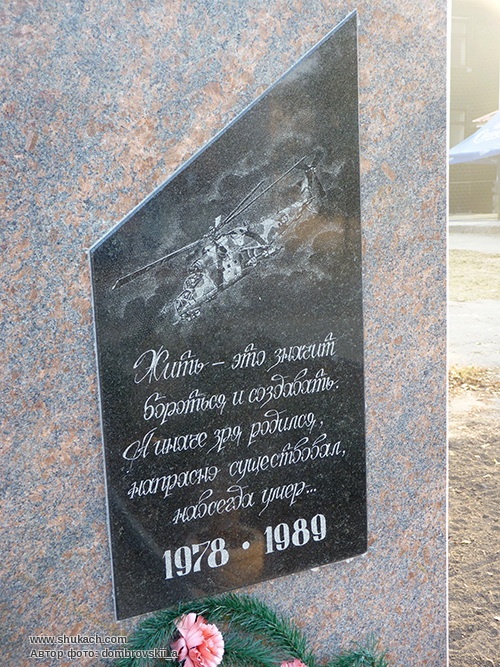 Жить – это значит
бороться и создавать.
А иначе зря родился,
напрасно существовал,
навсегда умер...
1978 • 1989
www.shukach.com
Автор фото: dombrovskii_a